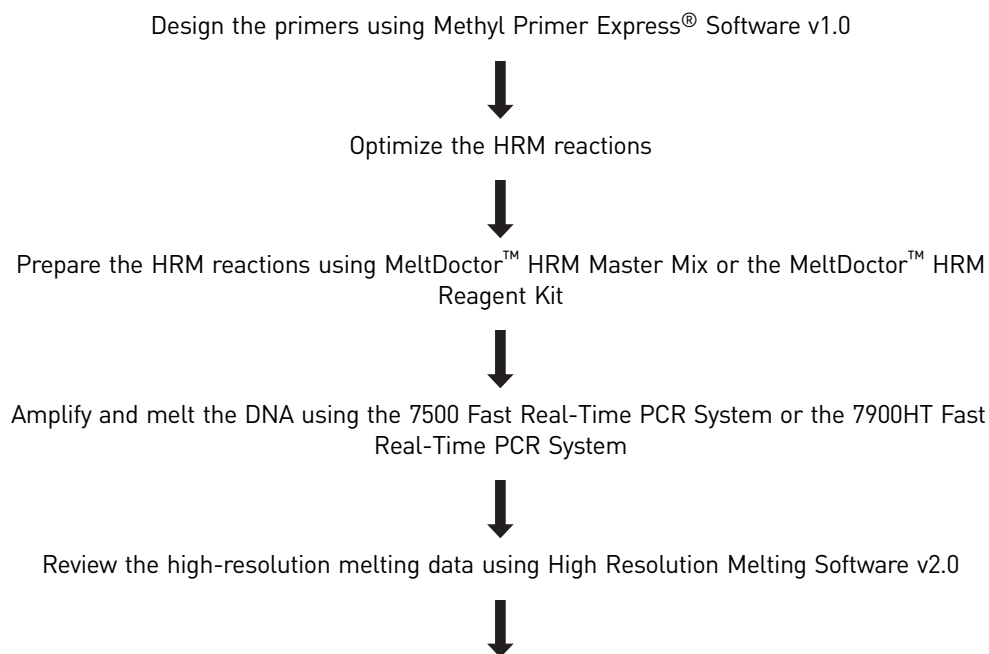 Design the primers using Methyl Primer Express® Software v1.0
Optimize the HRM reactions
Prepare the HRM reactions using MeltDoctor™ HRM Master Mix or the MeltDoctor™ HRM
Reagent Kit
Amplify and melt the DNA using the 7500 Fast Real-Time PCR System or the 7900HT Fast
Real-Time PCR System
Review the high-resolution melting data using High Resolution Melting Software v2.0